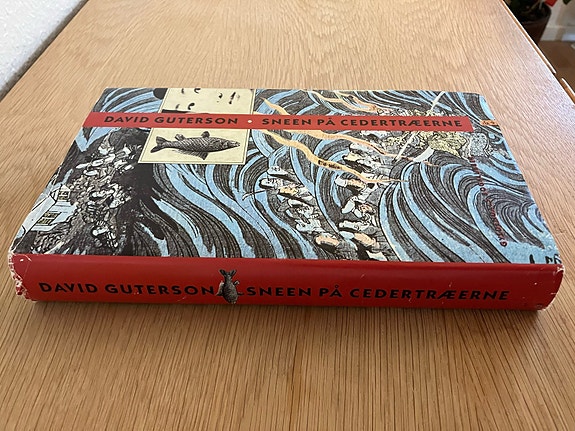 DAVID GUTERSON • SNEEN PÅ CEDERTRÆERNE
DAVID GUTERSON SNEEN PÅ CEDERTRÆERNE